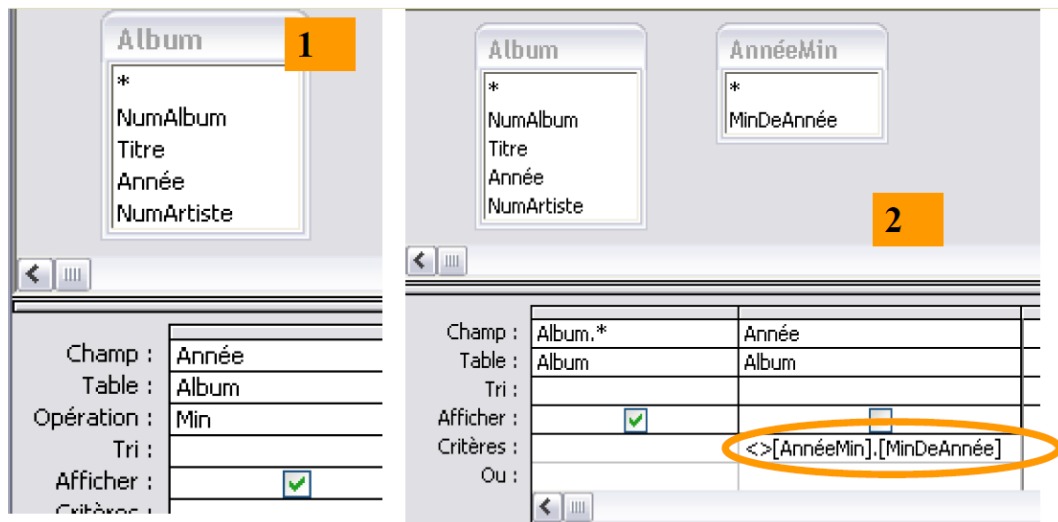 Album
1
*
NumAlbum
Titre
Année
NumArtiste
Champ : Année
Table : Album
Opération : Min
Tri :
Afficher :
Critères :
Album
*
NumAlbum
Titre
Année
NumArtiste
AnnéeMin
*
MinDeAnnée
2
Champ : Album.* Année
Table : Album Album
Tri :
Afficher :
Critères : <>[AnnéeMin].[MinDeAnnée]
Ou :